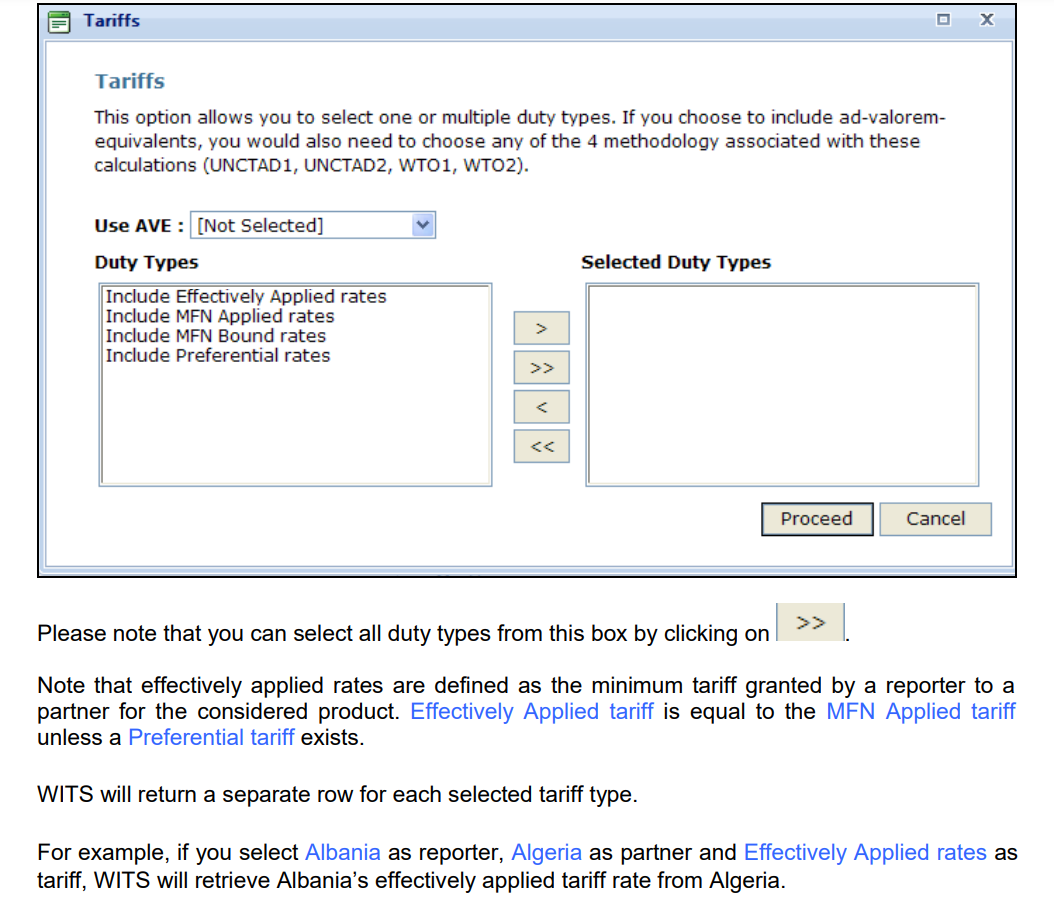 Tariffs
X
Tariffs
This option allows you to select one or multiple duty types. If you choose to include ad-valorem-
equivalents, you would also need to choose any of the 4 methodology associated with these
calculations (UNCTAD1, UNCTAD2, WTO1, WTO2).
Use AVE : [Not Selected]
Duty Types
Include Effectively Applied rates
Include MFN Applied rates
Include MFN Bound rates
Include Preferential rates
>
>>
<
<<
Selected Duty Types
Proceed Cancel
Please note that you can select all duty types from this box by clicking on >>.
Note that effectively applied rates are defined as the minimum tariff granted by a reporter to a
partner for the considered product. Effectively Applied tariff is equal to the MFN Applied tariff
unless a Preferential tariff exists.
WITS will return a separate row for each selected tariff type.
For example, if you select Albania as reporter, Algeria as partner and Effectively Applied rates as
tariff, WITS will retrieve Albania’s effectively applied tariff rate from Algeria.